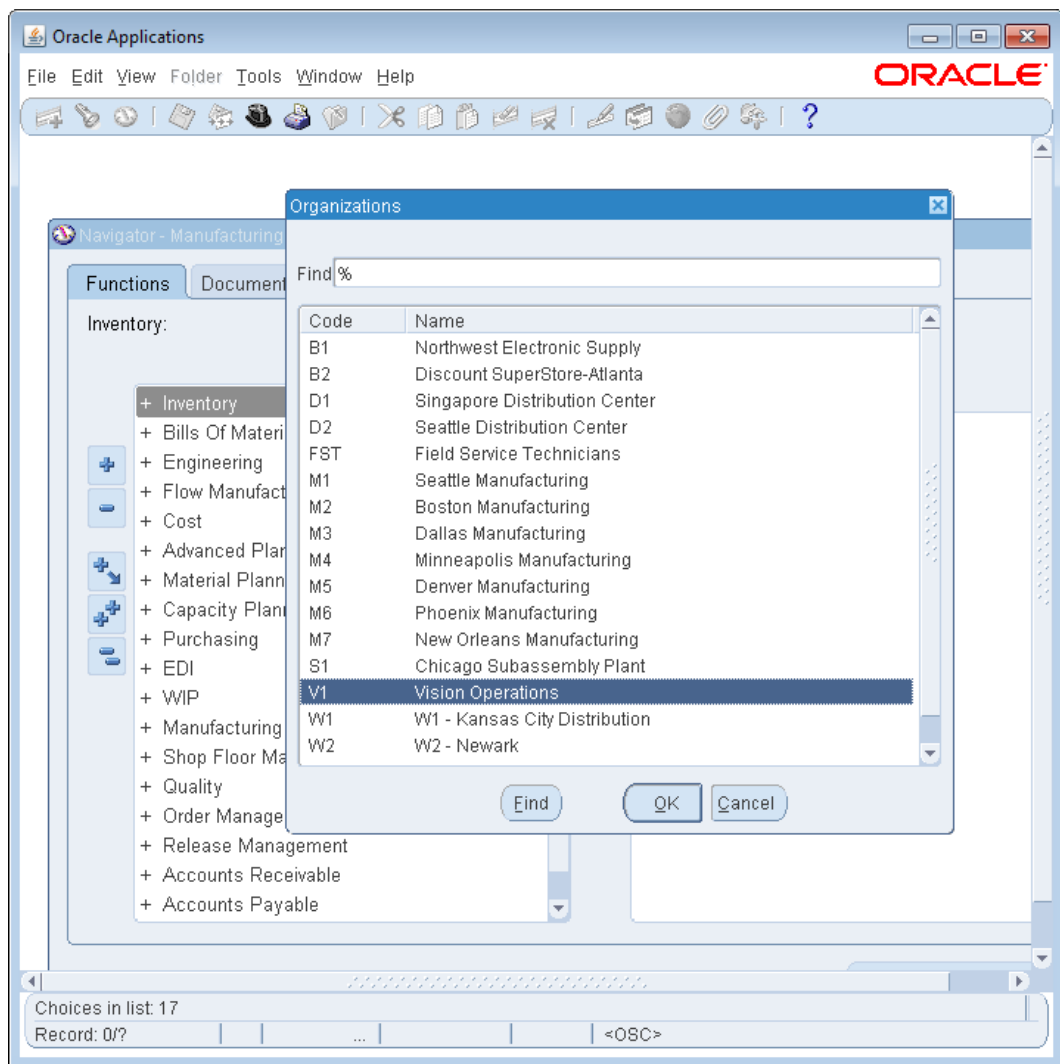 Oracle Applications
File Edit View Folder Tools Window Help
ORACLE
Organizations
Navigator - Manufacturing
Find %
Functions Document
Inventory:
Code Name
B1 Northwest Electronic Supply
B2 Discount SuperStore-Atlanta
D1 Singapore Distribution Center
D2 Seattle Distribution Center
FST Field Service Technicians
M1 Seattle Manufacturing
M2 Boston Manufacturing
M3 Dallas Manufacturing
M4 Minneapolis Manufacturing
M5 Denver Manufacturing
M6 Phoenix Manufacturing
M7 New Orleans Manufacturing
S1 Chicago Subassembly Plant
V1 Vision Operations
W1 W1 - Kansas City Distribution
W2 W2 - Newark
Find OK Cancel
+ Inventory
+ Bills Of Materi
+ Engineering
+ Flow Manufact
+ Cost
+ Advanced Plan
+ Material Plann
+ Capacity Plan
+ Purchasing
+ EDI
+ WIP
+ Manufacturing
+ Shop Floor Ma
+ Quality
+ Order Manage
+ Release Management
+ Accounts Receivable
+ Accounts Payable
Choices in list: 17
Record: 0/? ... <OSC>